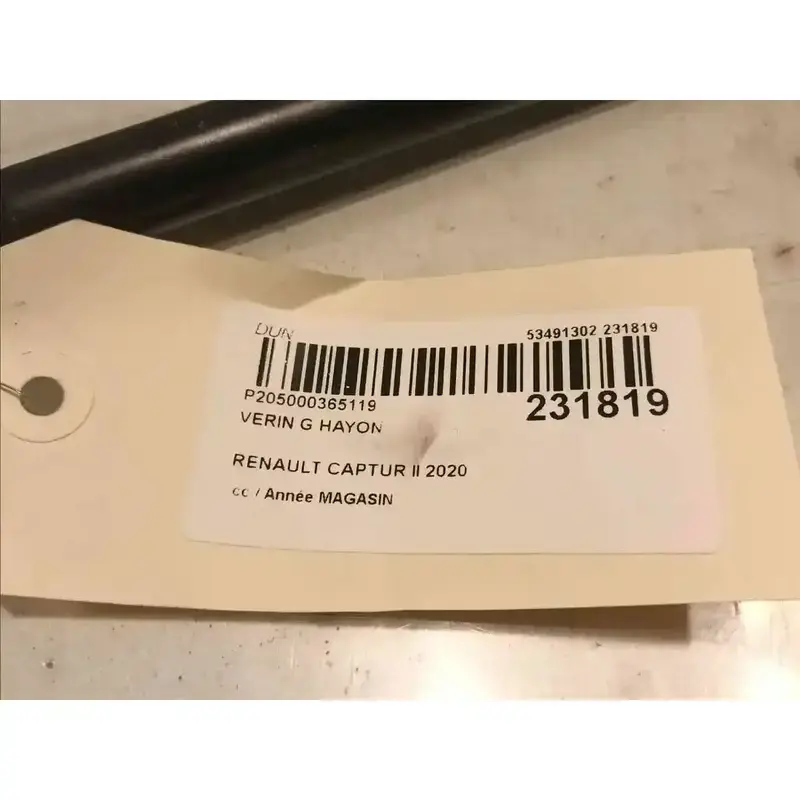 DUN
53491302 231819
P205000365119
231819
VERIN G HAYON
RENAULT CAPTUR II 2020
cc / Année MAGASIN